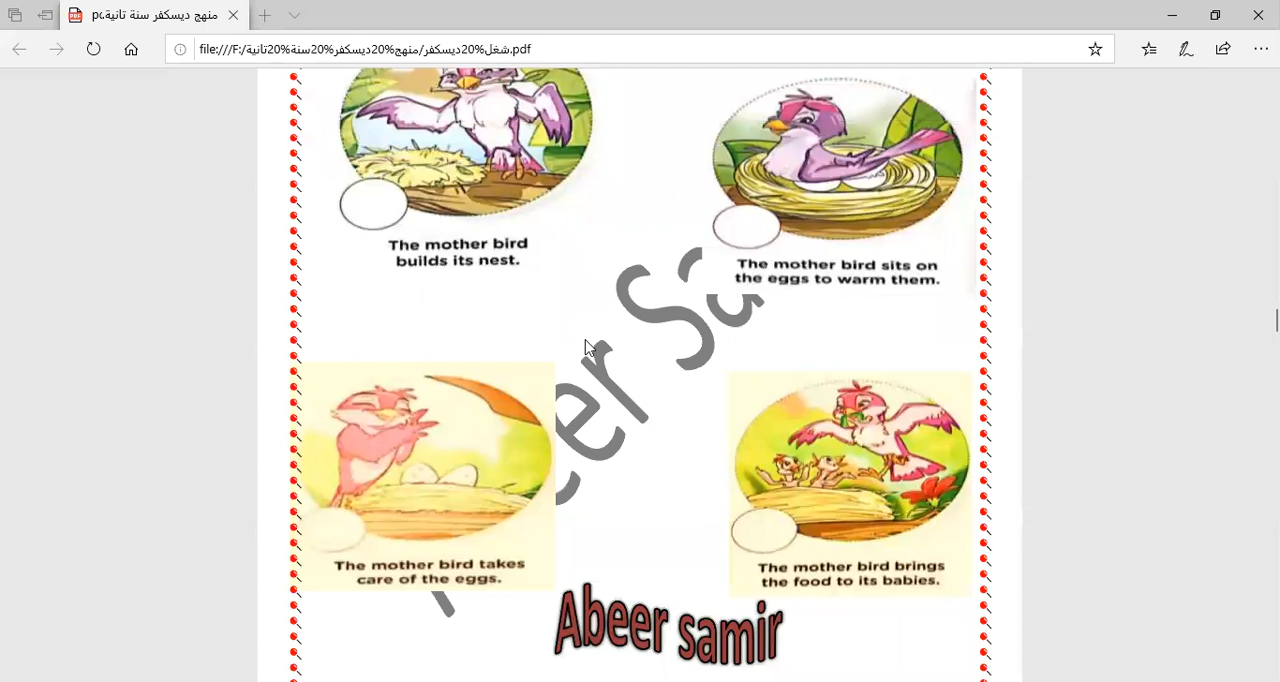 منهج ديسكفر سنة تانية.pc
file:///F:/شغل%20ديسكفر/منهج%20ديسكفر%20سنة%20تانية.pdf
The mother bird
builds its nest.
The mother bird sits on
the eggs to warm them.
The mother bird takes
care of the eggs.
The mother bird brings
the food to its babies.
Abeer samir